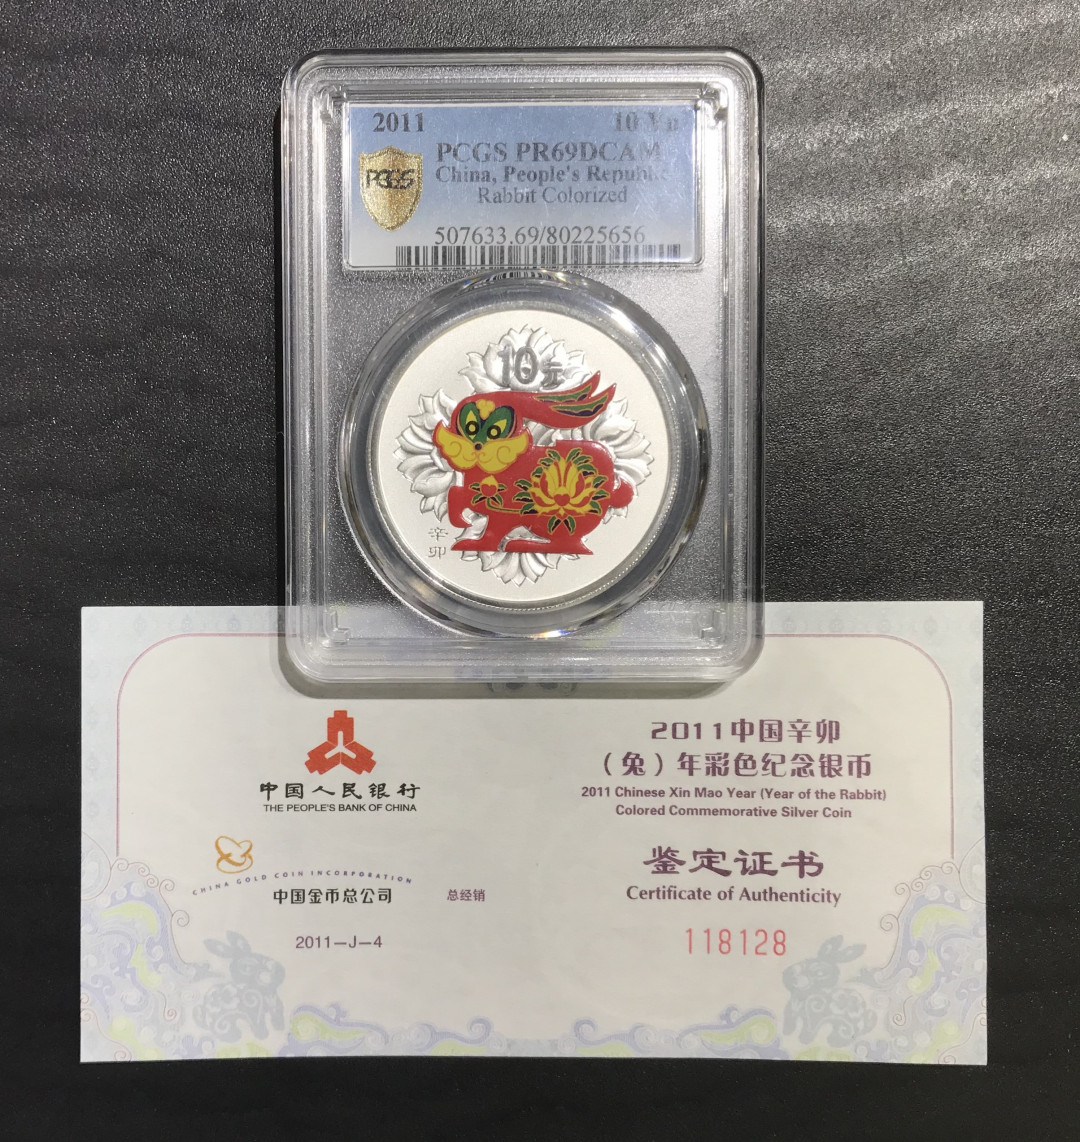 2011 10 Yn
PCGS PR69DCAM
PCGS
China, People's Republic
Rabbit Colorized
507633.69/80225656
10元
辛
卯
中国人民银行
THE PEOPLE'S BANK OF CHINA
CHINA GOLD COIN INCORPORATION
中国金币总公司 总经销
2011-J-4
2011中国辛卯
（兔）年彩色纪念银币
2011 Chinese Xin Mao Year (Year of the Rabbit)
Colored Commemorative Silver Coin
鉴定证书
Certificate of Authenticity
118128